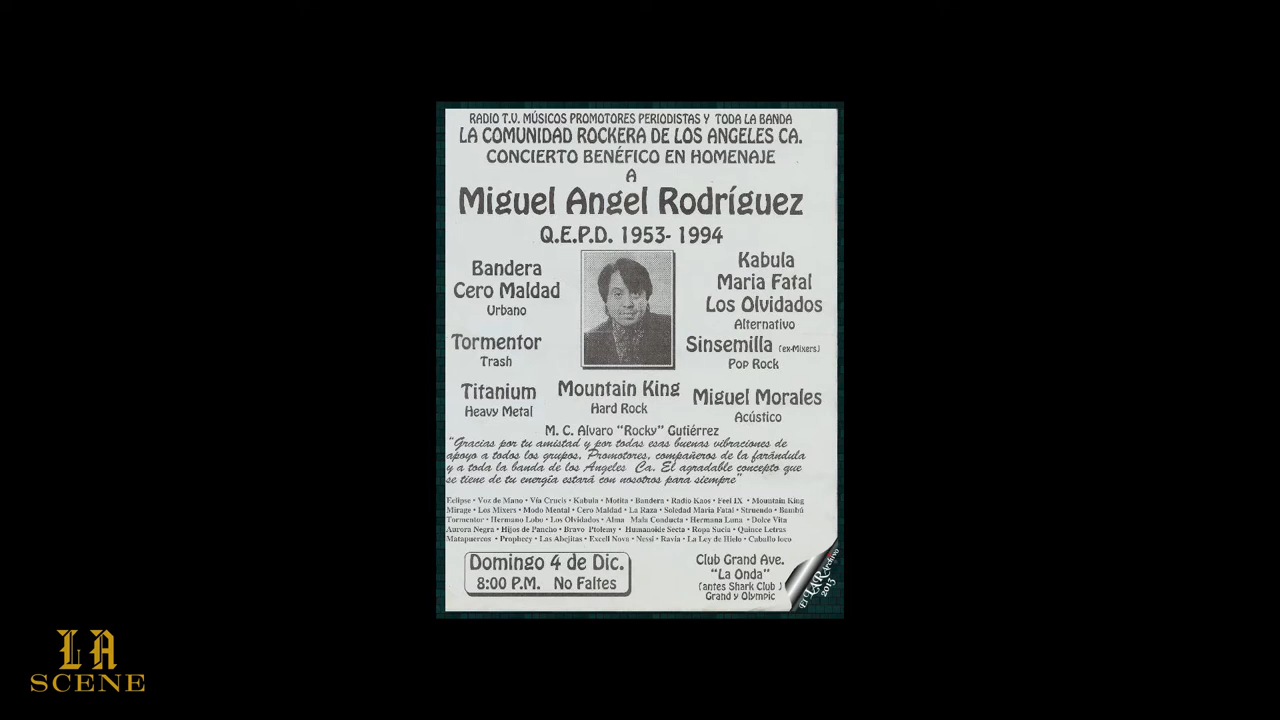 RADIO T.V. MÚSICOS PROMOTORES PERIODISTAS Y TODA LA BANDA
LA COMUNIDAD ROCKERA DE LOS ANGELES CA.
CONCIERTO BENÉFICO EN HOMENAJE
A
Miguel Angel Rodríguez
Q.E.P.D. 1953- 1994
Bandera
Cero Maldad
Urbano
Tormentor
Trash
Titanium
Heavy Metal
Mountain King
Hard Rock
Kabula
Maria Fatal
Los Olvidados
Alternativo
Sinsemilla (ex-Mixers)
Pop Rock
Miguel Morales
Acústico
M. C. Alvaro "Rocky" Gutiérrez
"Gracias por tu amistad y por todas esas buenas vibraciones de
apoyo a todos los grupos, Promotores, compañeros de la farándula
y a toda la banda de los Angeles Ca. El agradable concepto que
se tiene de tu energía estará con nosotros para siempre"
Eclipse • Voz de Mano • Vía Crucis • Kabula • Motita • Bandera • Radio Kaos • Feel IX • Mountain King
Mirage • Los Mixers • Modo Mental • Cero Maldad • La Raza • Soledad Maria Fatal • Struendo • Bambú
Tormentor • Hermano Lobo • Los Olvidados • Alma Mala Conducta • Hermana Luna • Dolce Vita
Aurora Negra • Hijos de Pancho • Bravo Ptolemy • Humanoide Secta • Ropa Sucia • Quince Letras
Matapuercos • Prophecy • Las Abejitas • Excell Nova • Nessi • Ravia • La Ley de Hielo • Caballo loco
Domingo 4 de Dic.
8:00 P.M. No Faltes
Club Grand Ave.
"La Onda"
(antes Shark Club )
Grand y Olympic
El LAR Archivo
2013
LA
SCENE